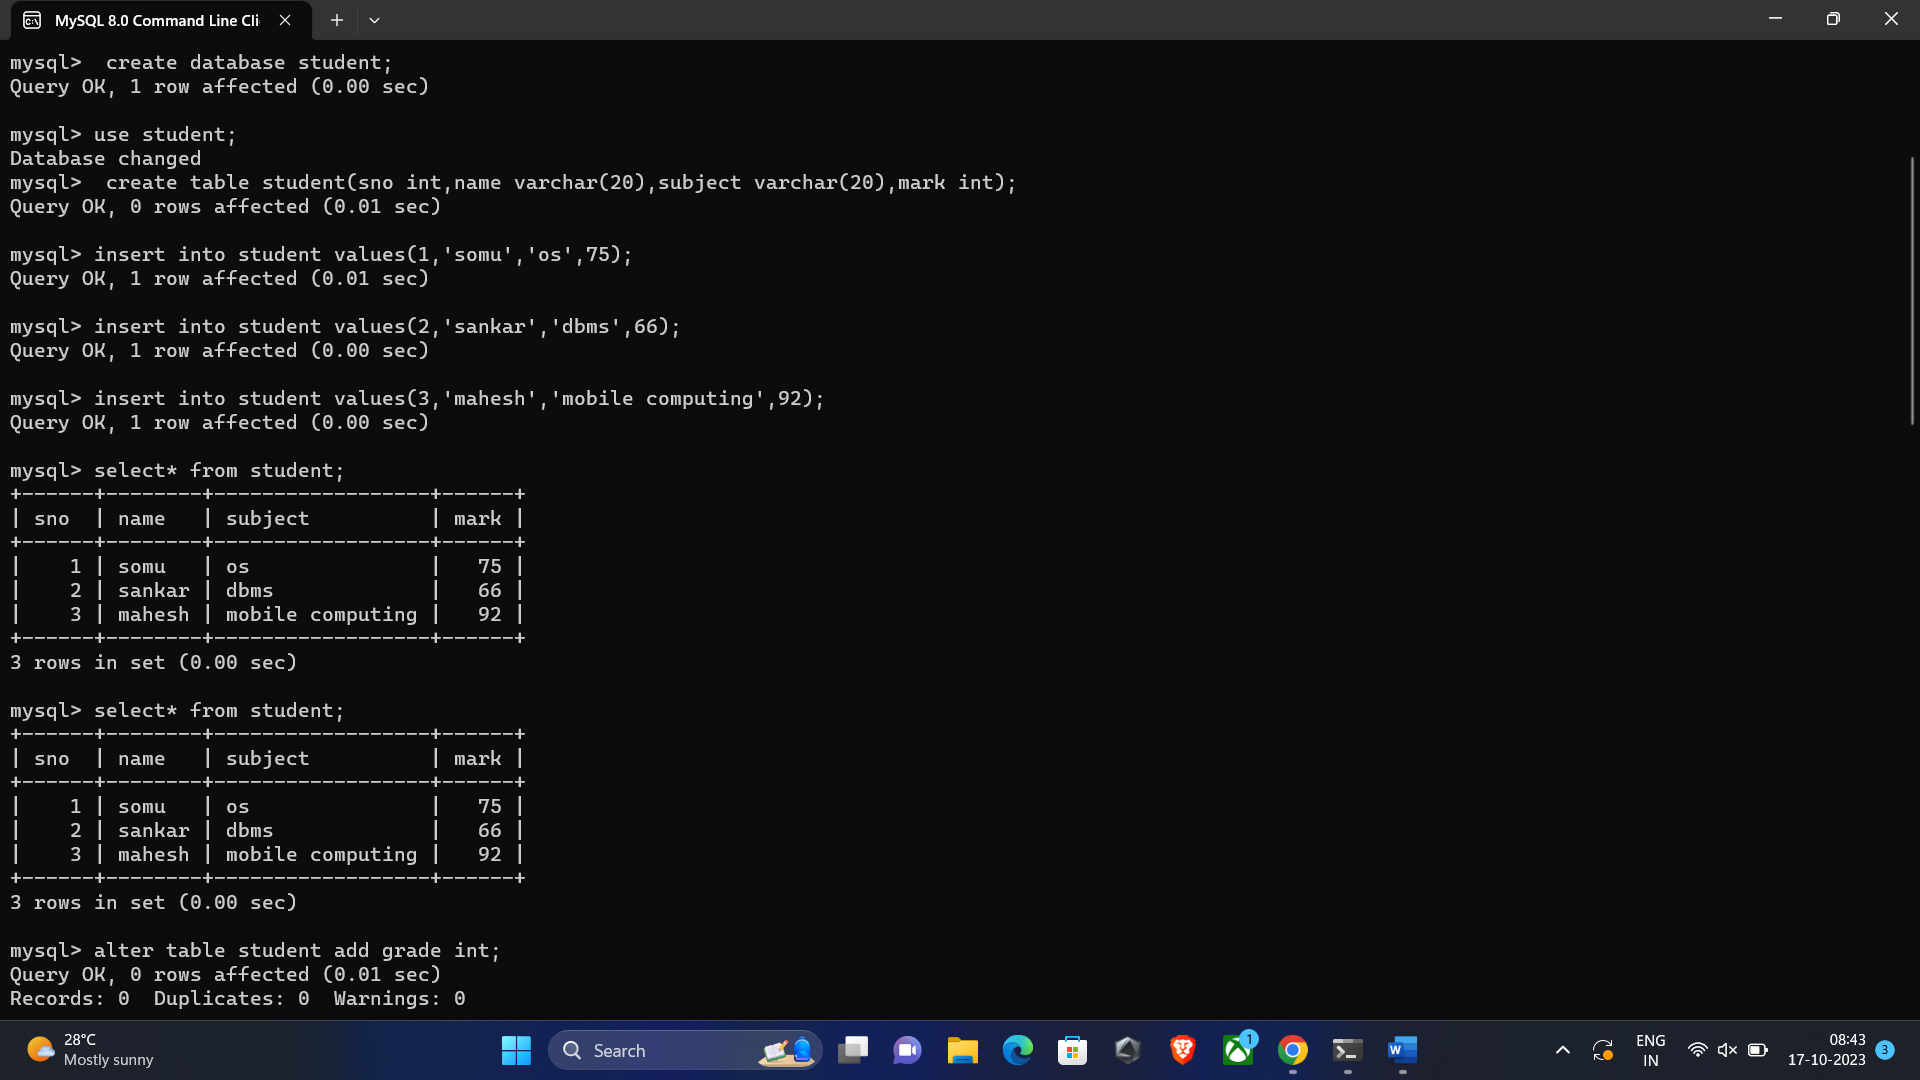 MySQL 8.0 Command Line Cli
mysql>  create database student;
Query OK, 1 row affected (0.00 sec)
mysql> use student;
Database changed
mysql>  create table student(sno int,name varchar(20),subject varchar(20),mark int);
Query OK, 0 rows affected (0.01 sec)
mysql> insert into student values(1,'somu','os',75);
Query OK, 1 row affected (0.01 sec)
mysql> insert into student values(2,'sankar','dbms',66);
Query OK, 1 row affected (0.00 sec)
mysql> insert into student values(3,'mahesh','mobile computing',92);
Query OK, 1 row affected (0.00 sec)
mysql> select* from student;
+------+--------+------------------+------+
| sno  | name   | subject          | mark |
+------+--------+------------------+------+
|    1 | somu   | os               |   75 |
|    2 | sankar | dbms             |   66 |
|    3 | mahesh | mobile computing |   92 |
+------+--------+------------------+------+
3 rows in set (0.00 sec)
mysql> select* from student;
+------+--------+------------------+------+
| sno  | name   | subject          | mark |
+------+--------+------------------+------+
|    1 | somu   | os               |   75 |
|    2 | sankar | dbms             |   66 |
|    3 | mahesh | mobile computing |   92 |
+------+--------+------------------+------+
3 rows in set (0.00 sec)
mysql> alter table student add grade int;
Query OK, 0 rows affected (0.01 sec)
Records: 0  Duplicates: 0  Warnings: 0
28°C
Mostly sunny
Search
1
W
ENG
IN
08:43
17-10-2023
3